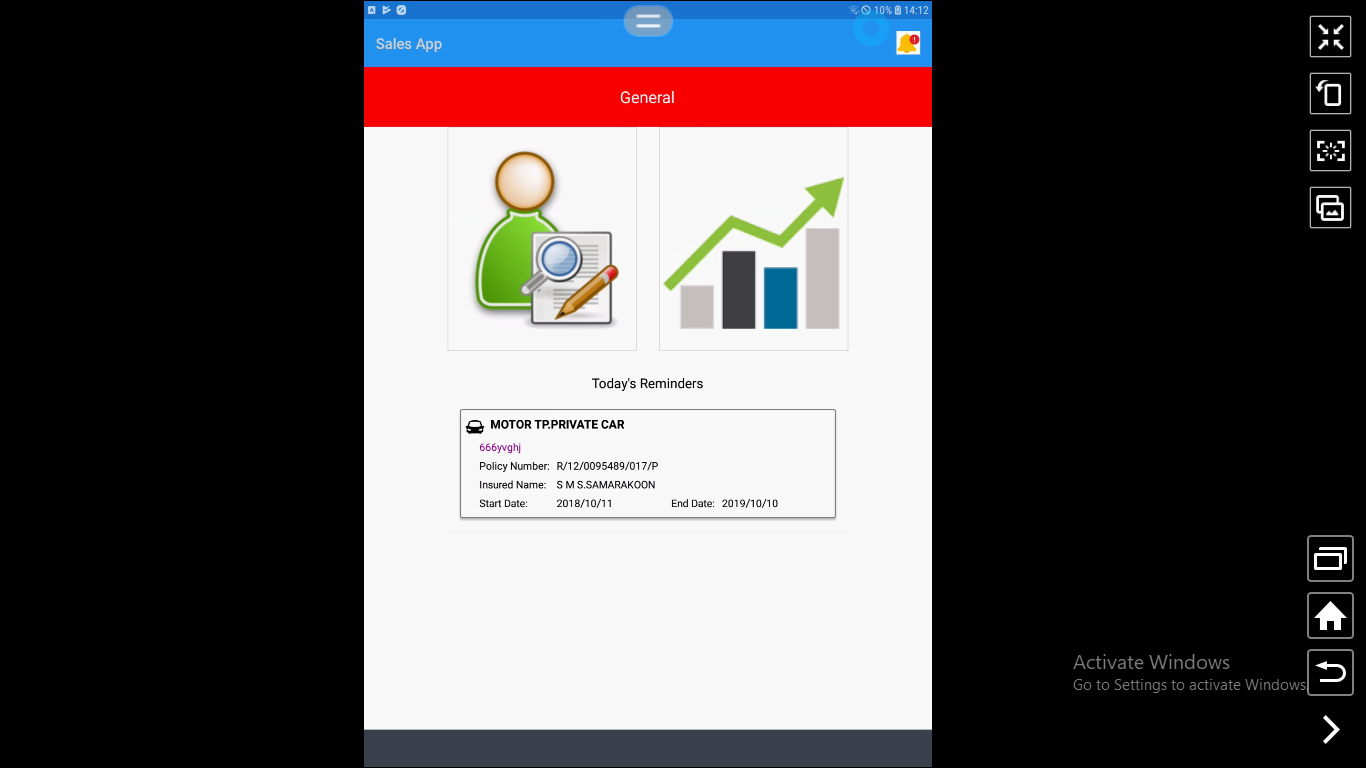 10% 14:12
Sales App
General
Today's Reminders
MOTOR TP.PRIVATE CAR
666yvghj
Policy Number: R/12/0095489/017/P
Insured Name: S M S.SAMARAKOON
Start Date: 2018/10/11 End Date: 2019/10/10
Activate Windows
Go to Settings to activate Windows